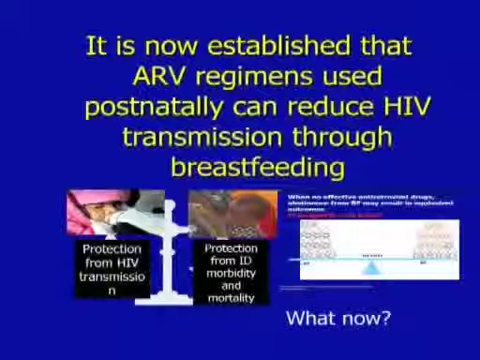 It is now established that
ARV regimens used
postnatally can reduce HIV
transmission through
breastfeeding
When no effective antiretroviral drugs,
abstinence from BF may result in equivalent
outcomes
Protection
from HIV
transmissio
n
Protection
from ID
morbidity
and
mortality
What now?